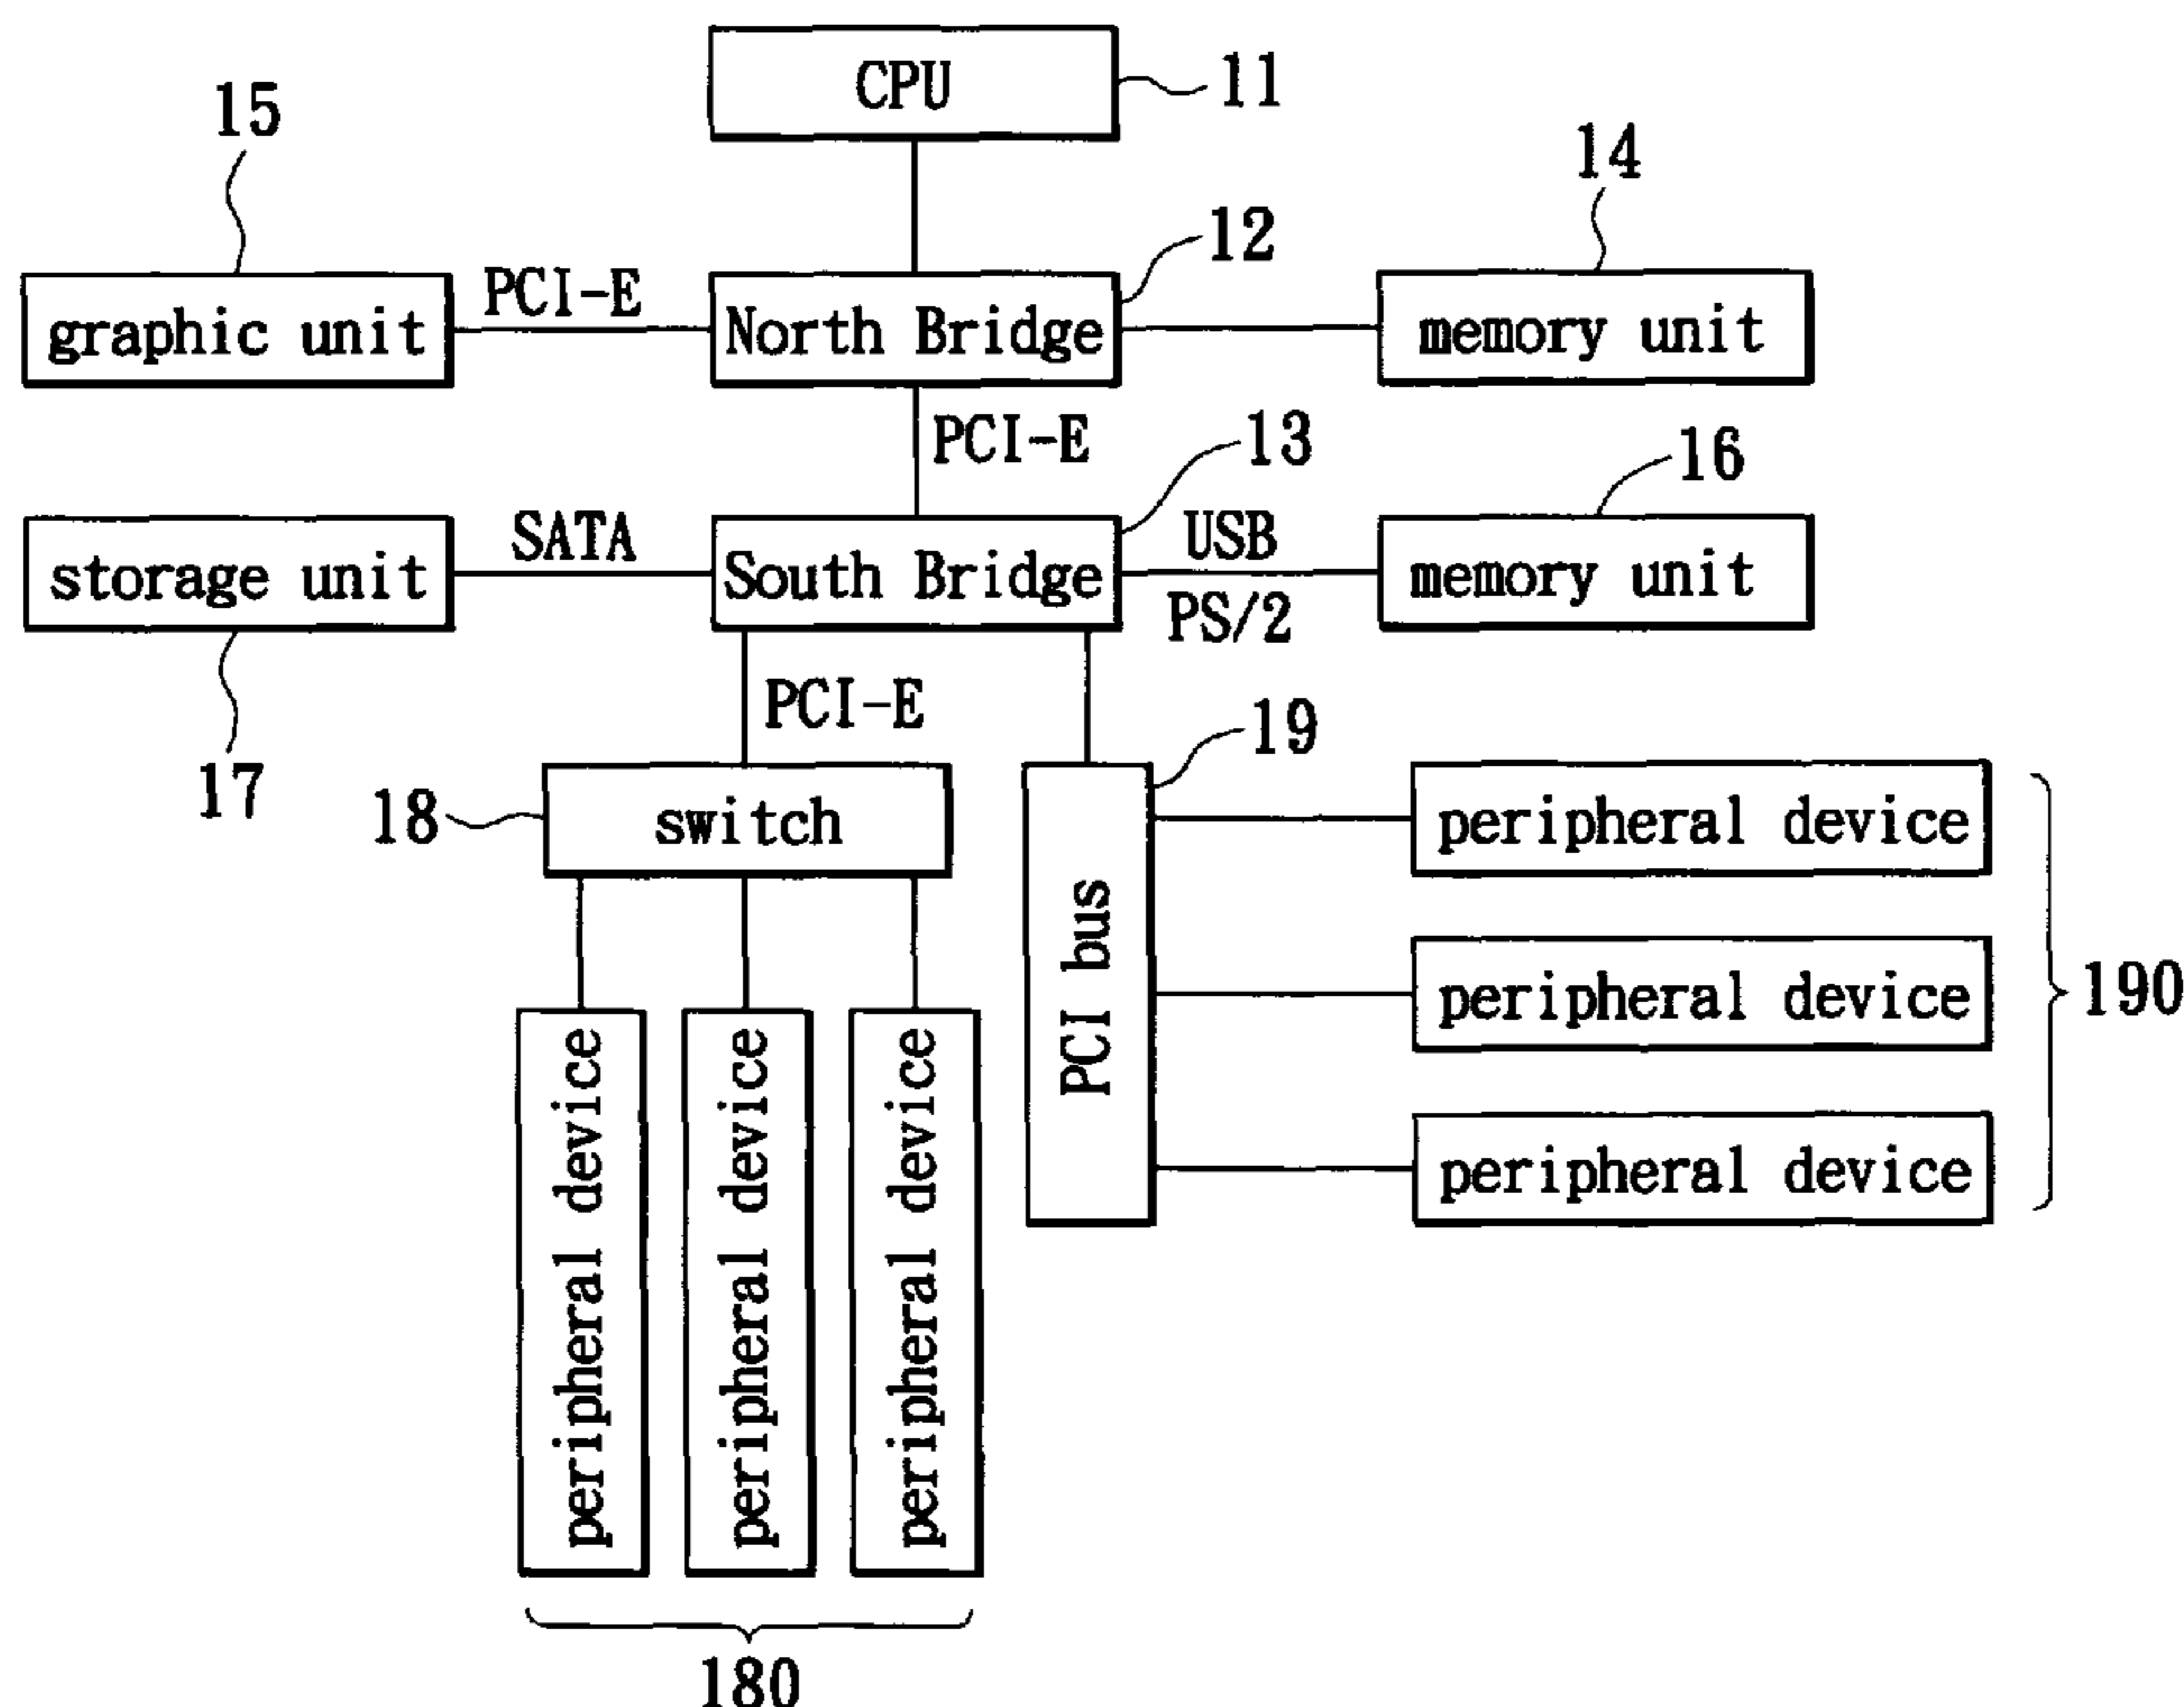 CPU
11
15
14
12
graphic unit
PCI-E
North Bridge
memory unit
PCI-E
13
16
storage unit
SATA
South Bridge
USB
PS/2
memory unit
17
PCI-E
19
18
switch
PCI bus
peripheral device
peripheral device
peripheral device
190
peripheral device
peripheral device
peripheral device
180